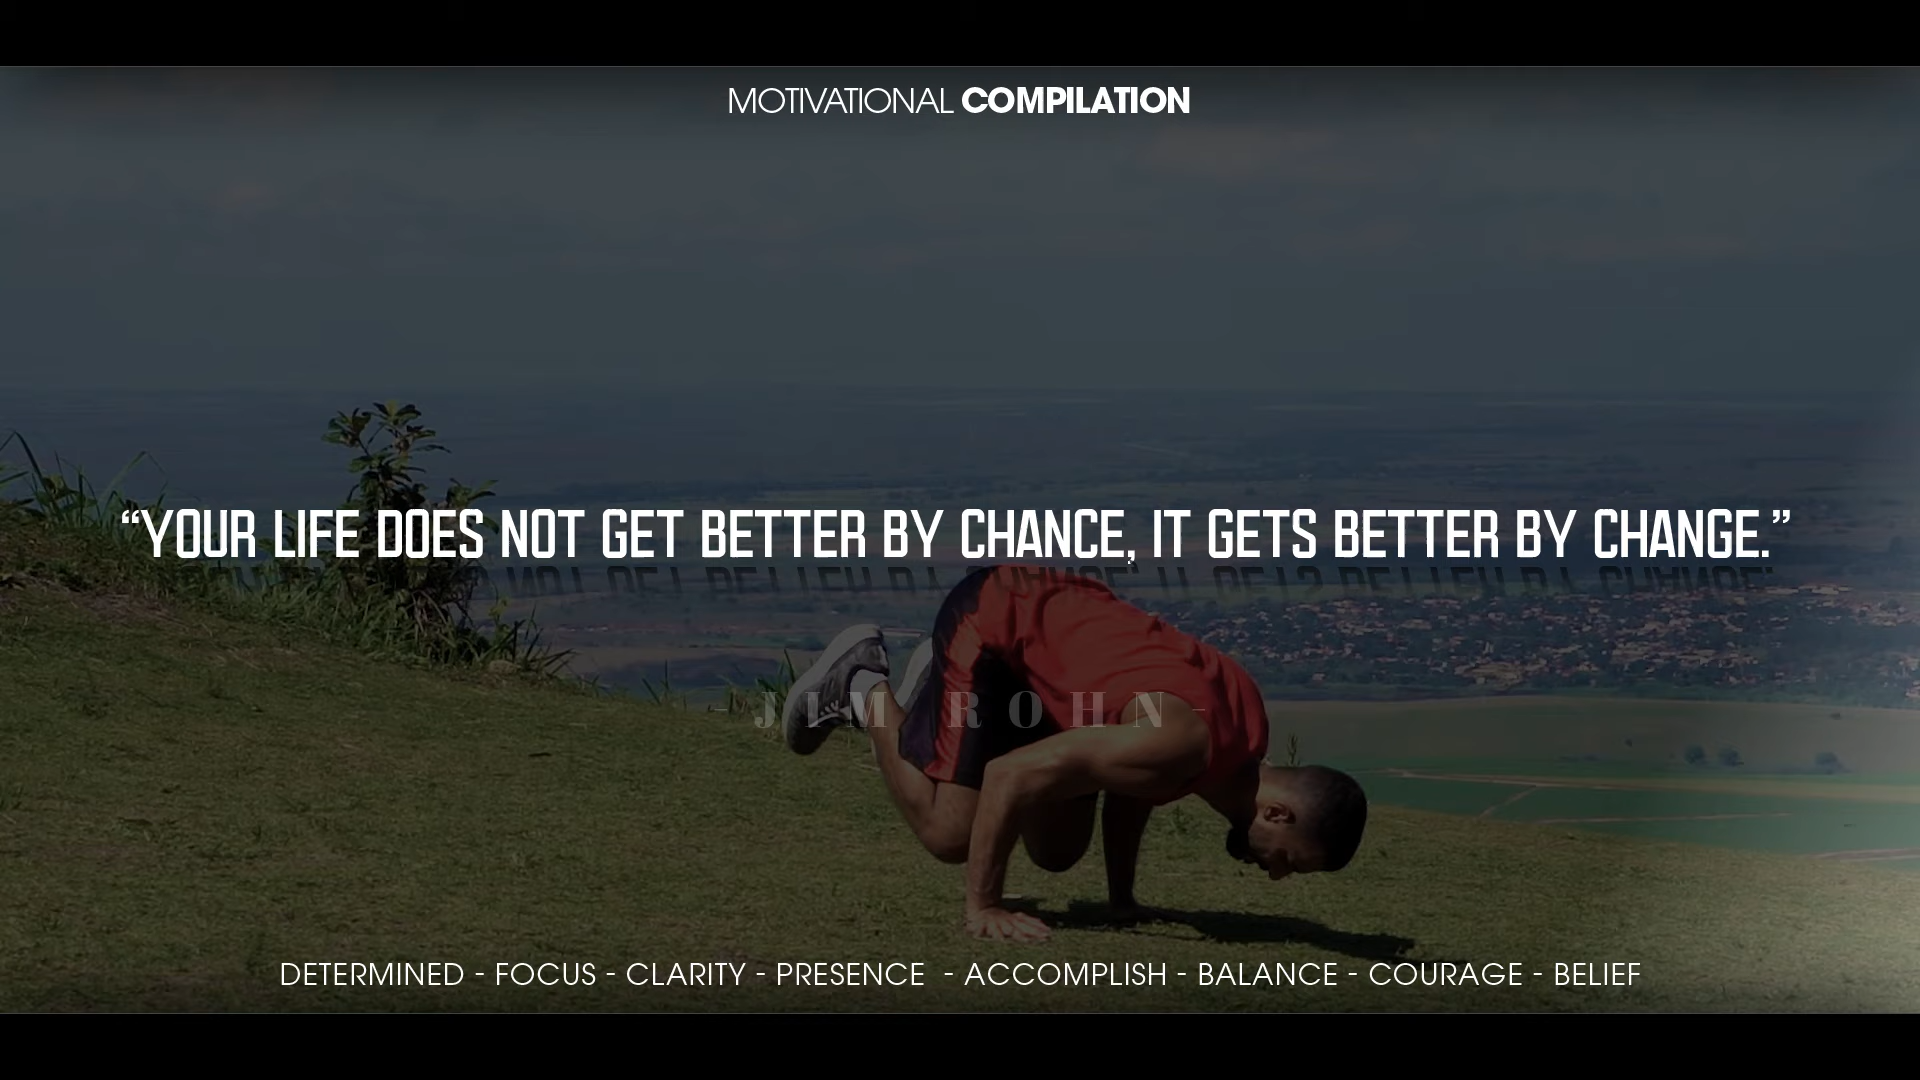 MOTIVATIONAL COMPILATION
“YOUR LIFE DOES NOT GET BETTER BY CHANCE, IT GETS BETTER BY CHANGE.”
- JIM ROHN -
DETERMINED - FOCUS - CLARITY - PRESENCE - ACCOMPLISH - BALANCE - COURAGE - BELIEF